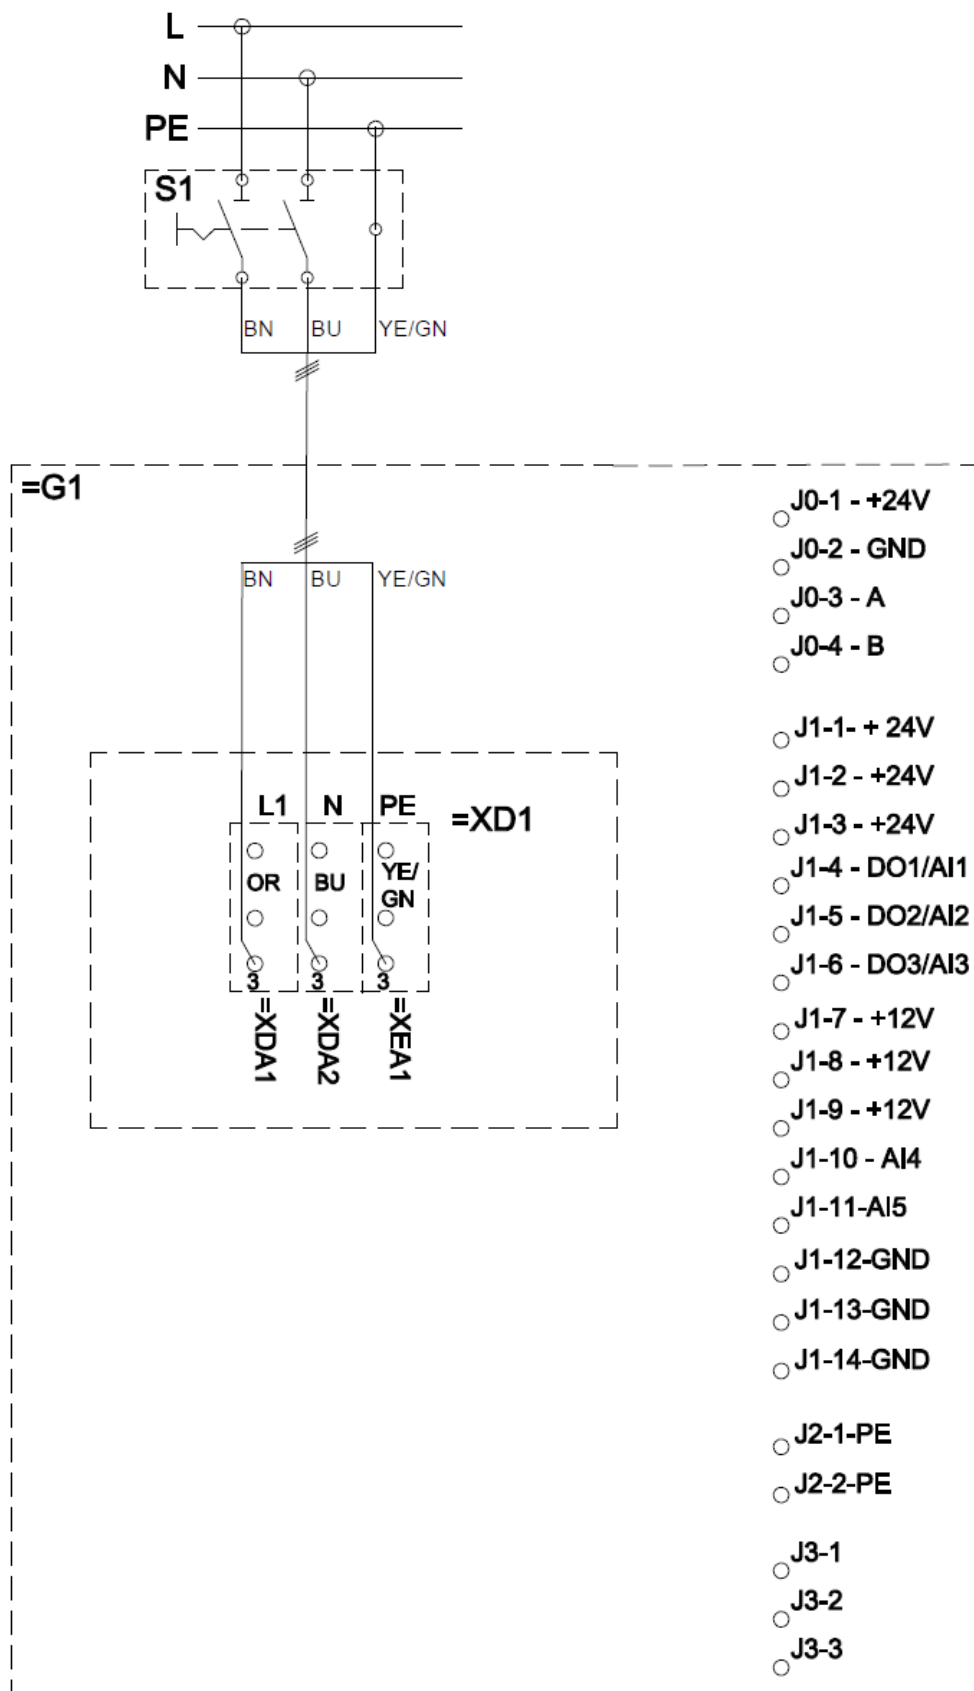 L
N
PE
S1
BN BU YE/GN
=G1
BN BU YE/GN
L1 N PE
=XD1
OR BU YE/
GN
3 3 3
=XDA1
=XDA2
=XEA1
J0-1 - +24V
J0-2 - GND
J0-3 - A
J0-4 - B
J1-1- + 24V
J1-2 - +24V
J1-3 - +24V
J1-4 - DO1/AI1
J1-5 - DO2/AI2
J1-6 - DO3/AI3
J1-7 - +12V
J1-8 - +12V
J1-9 - +12V
J1-10 - AI4
J1-11-AI5
J1-12-GND
J1-13-GND
J1-14-GND
J2-1-PE
J2-2-PE
J3-1
J3-2
J3-3